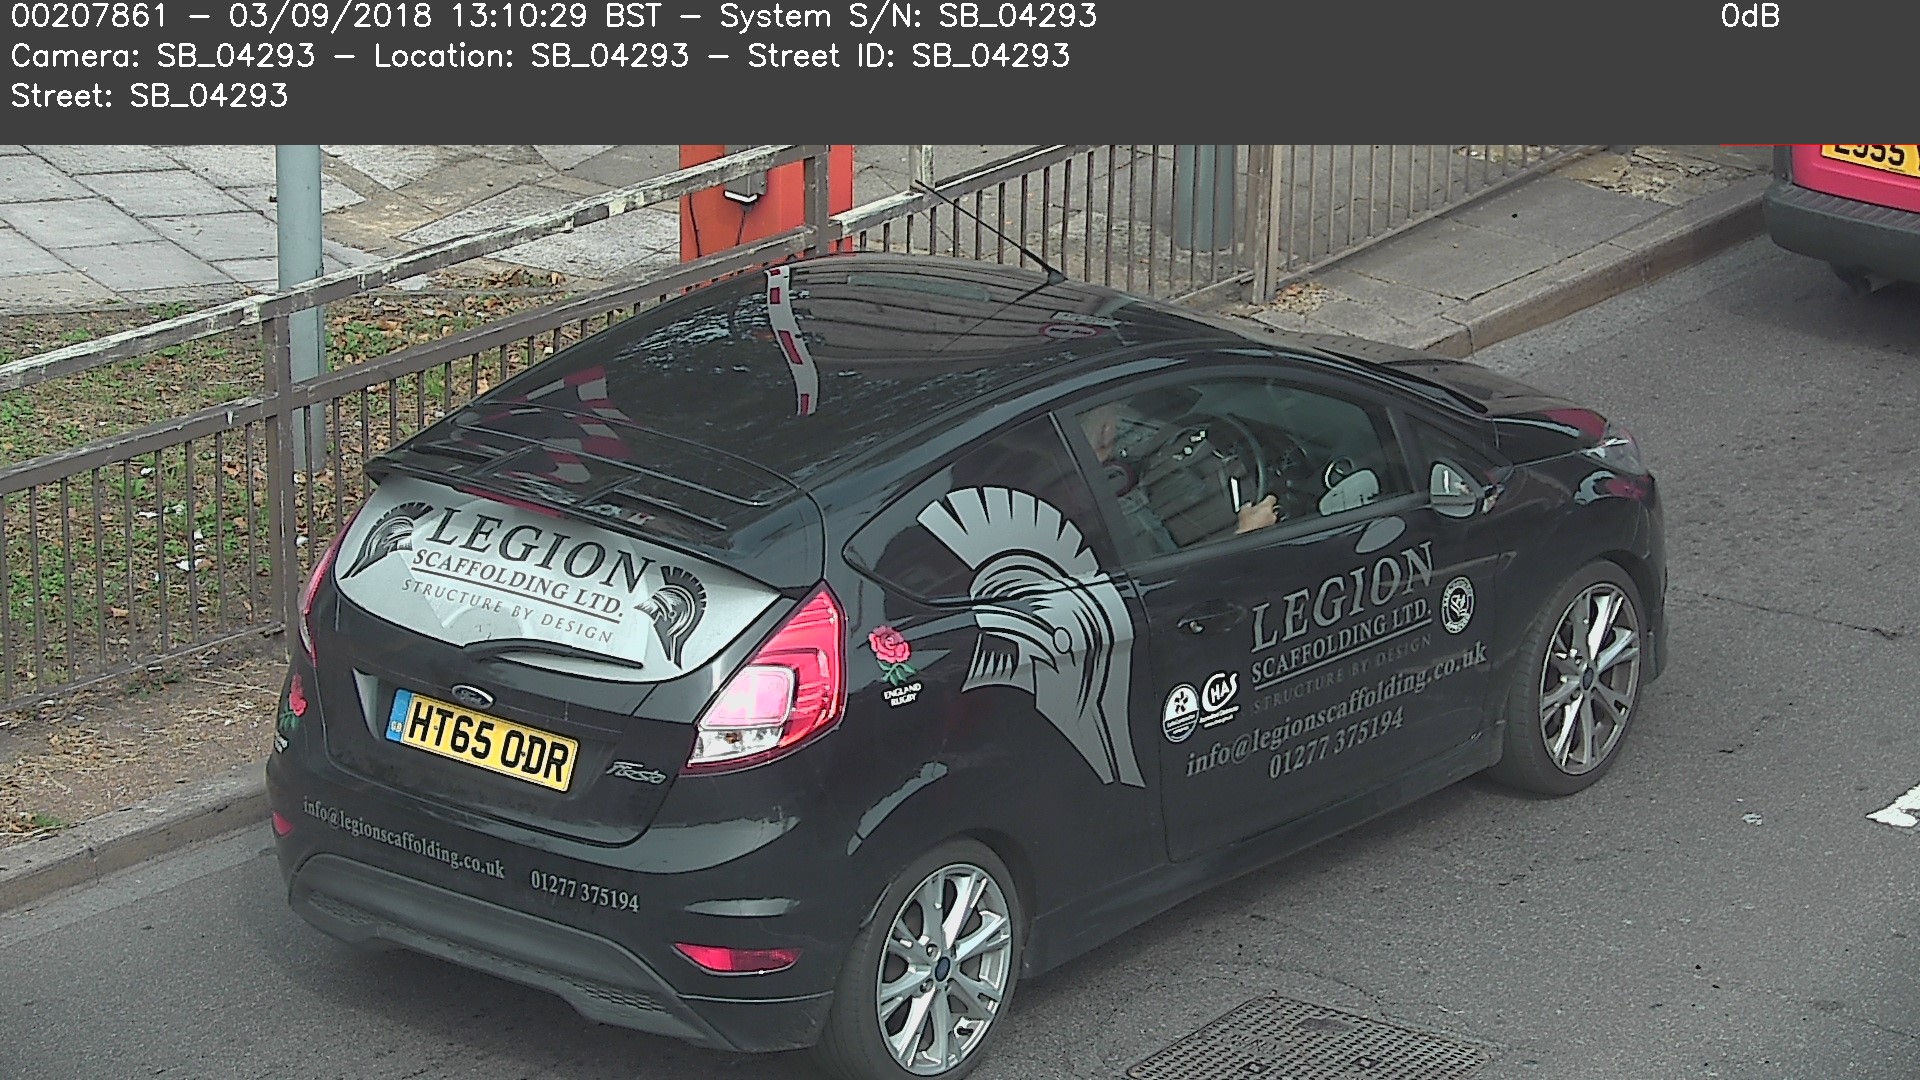 00207861 – 03/09/2018 13:10:29 BST – System S/N: SB_04293
0dB
Camera: SB_04293 – Location: SB_04293 – Street ID: SB_04293
Street: SB_04293
LEGION
SCAFFOLDING LTD.
STRUCTURE BY DESIGN
HT65 ODR
GB
Fiesta
info@legionscaffolding.co.uk 01277 375194
ENGLAND
RUGBY
LEGION
SCAFFOLDING LTD.
STRUCTURE BY DESIGN
CHAS
info@legionscaffolding.co.uk
01277 375194